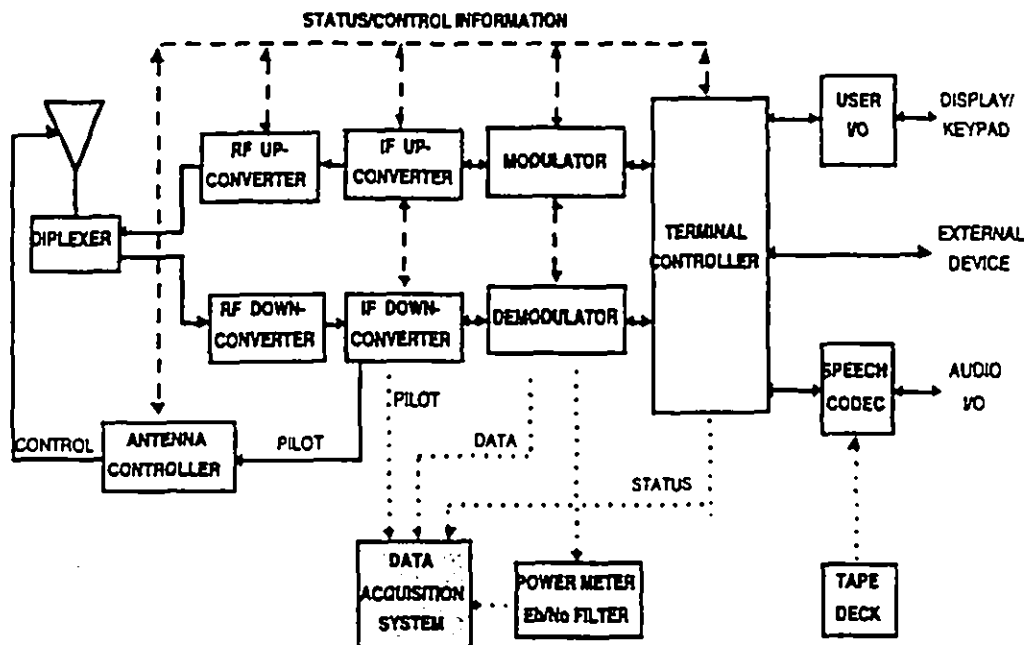 STATUS/CONTROL INFORMATION
RF UP-
CONVERTER
IF UP-
CONVERTER
MODULATOR
USER
I/O
DISPLAY/
KEYPAD
DIPLEXER
TERMINAL
CONTROLLER
EXTERNAL
DEVICE
RF DOWN-
CONVERTER
IF DOWN-
CONVERTER
DEMODULATOR
SPEECH
CODEC
AUDIO
I/O
CONTROL
ANTENNA
CONTROLLER
PILOT
PILOT
DATA
STATUS
DATA
ACQUISITION
SYSTEM
POWER METER
Eb/No FILTER
TAPE
DECK